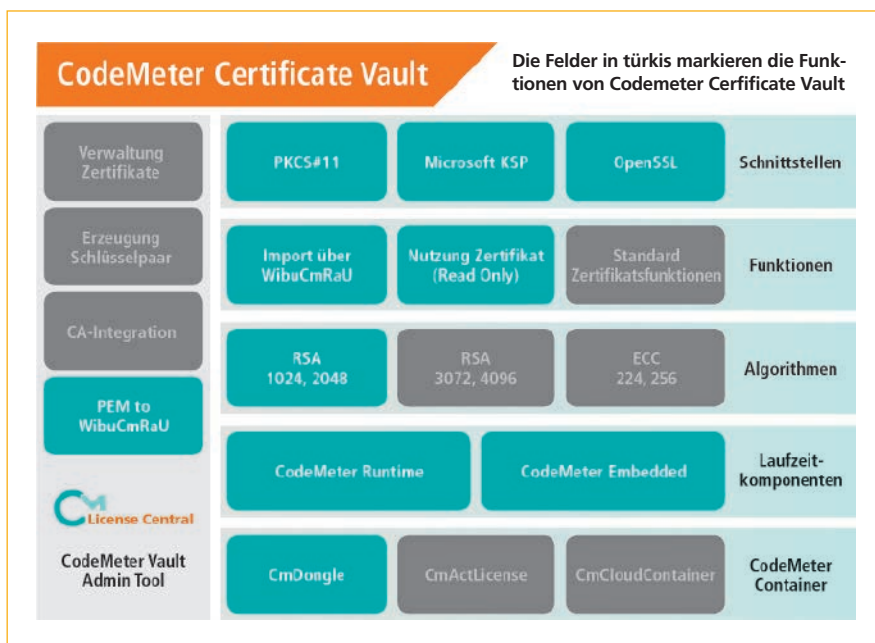 CodeMeter Certificate Vault
Die Felder in türkis markieren die Funk-
tionen von Codemeter Cerfificate Vault
Verwaltung
Zertifikate
Erzeugung
Schlüsselpaar
CA-Integration
PEM to
WibuCmRaU
Cm
License Central
CodeMeter Vault
Admin Tool
PKCS#11
Microsoft KSP
OpenSSL
Schnittstellen
Import über
WibuCmRaU
Nutzung Zertifikat
(Read Only)
Standard
Zertifikatsfunktionen
Funktionen
RSA
1024, 2048
RSA
3072, 4096
ECC
224, 256
Algorithmen
CodeMeter Runtime
CodeMeter Embedded
Laufzeit-
komponenten
CmDongle
CmActLicense
CmCloudContainer
CodeMeter
Container